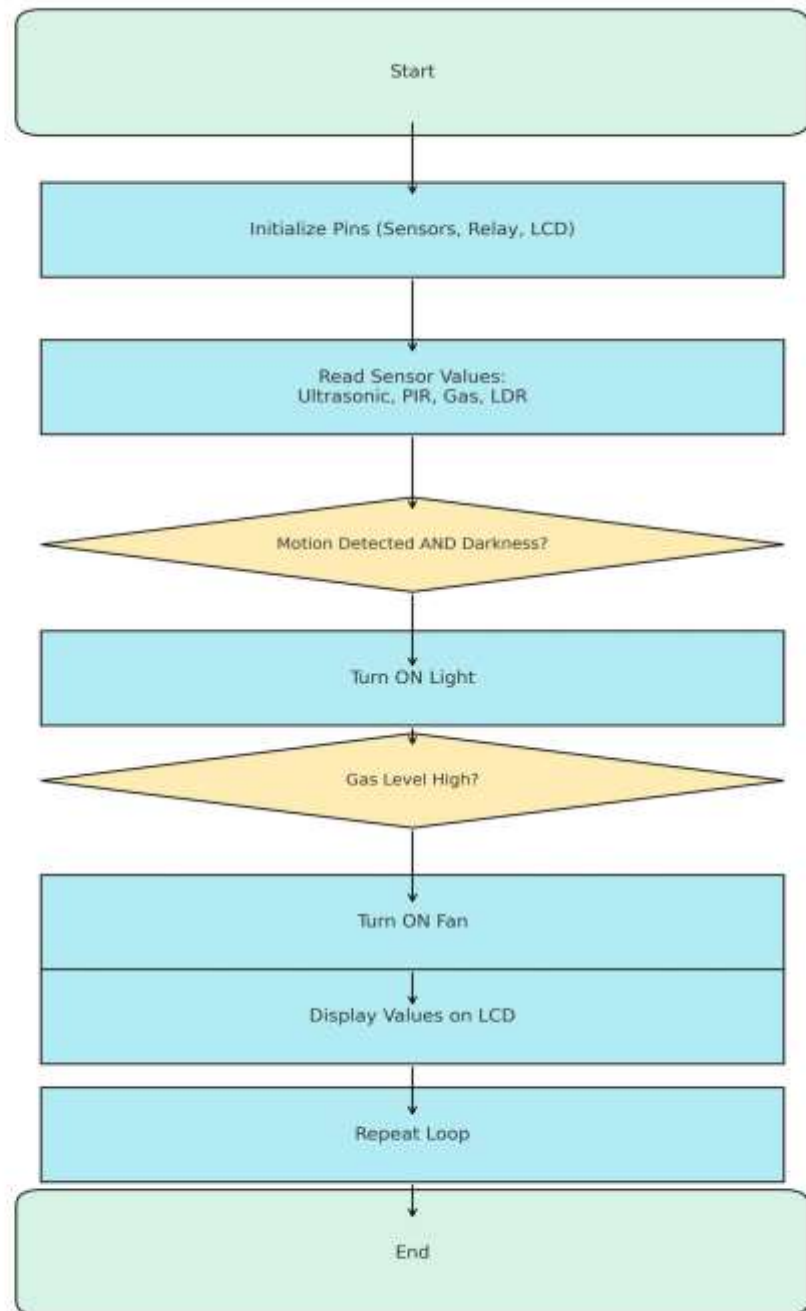 Start
Initialize Pins (Sensors, Relay, LCD)
Read Sensor Values:
Ultrasonic, PIR, Gas, LDR
Motion Detected AND Darkness?
Turn ON Light
Gas Level High?
Turn ON Fan
Display Values on LCD
Repeat Loop
End